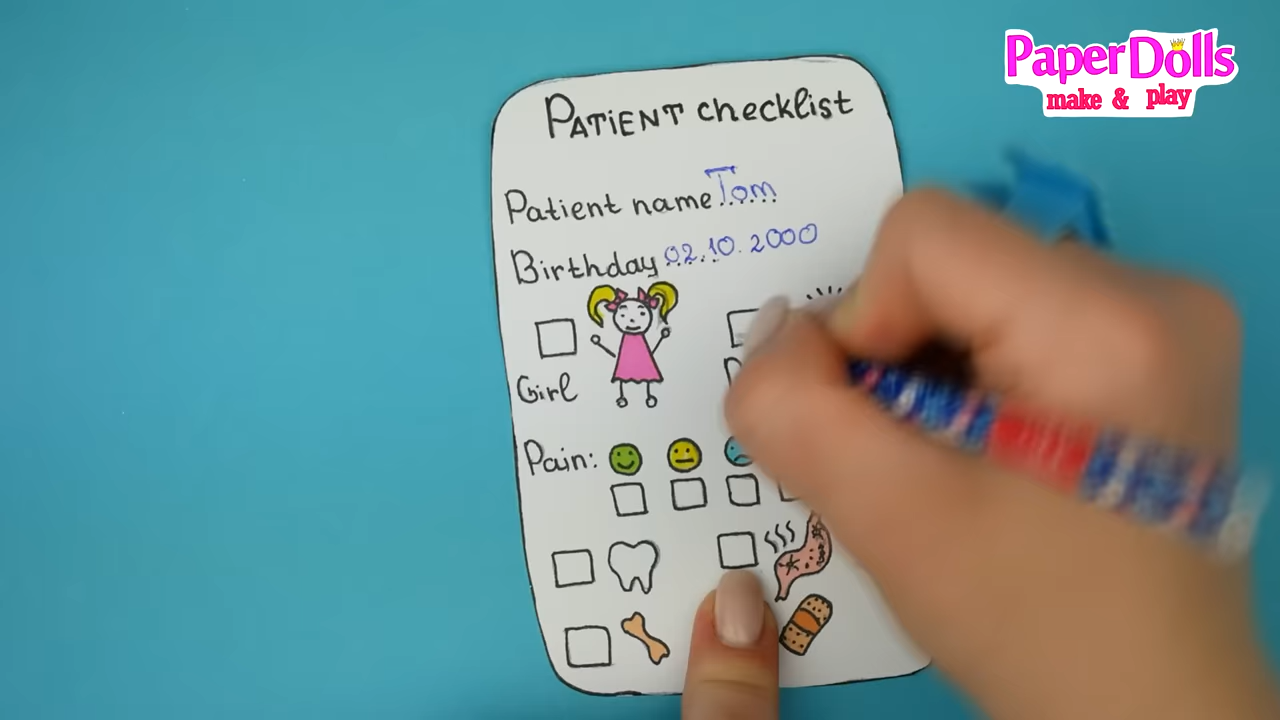 PaperDolls
make & play
PATiENT checklist
Patient name Tom
Birthday 02.10.2000
Girl
Pain: